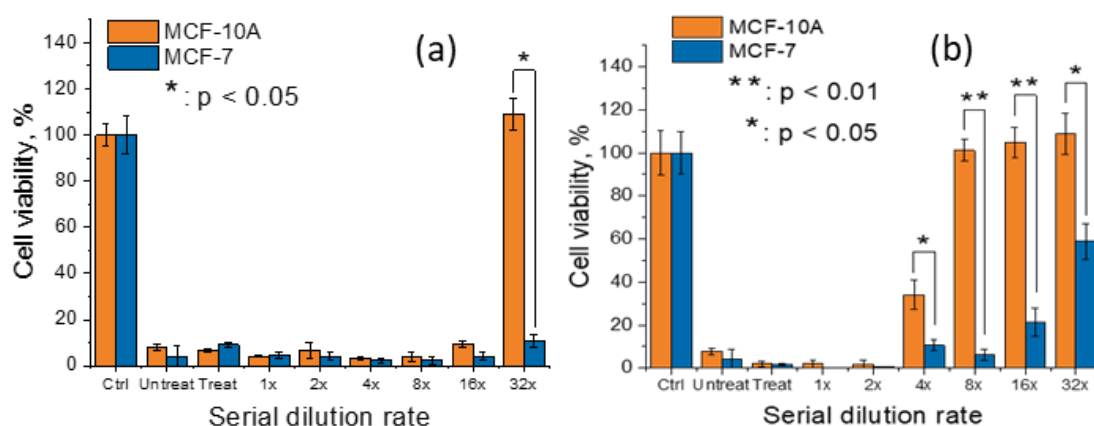 MCF-10A
MCF-7
(a)
* : p < 0.05
*
140
120
100
80
60
40
20
0
Cell viability, %
Ctrl Untreat Treat 1x 2x 4x 8x 16x 32x
Serial dilution rate
MCF-10A
MCF-7
(b)
** : p < 0.01
* : p < 0.05
*
**
**
*
140
120
100
80
60
40
20
0
Cell viability, %
Ctrl Untreat Treat 1x 2x 4x 8x 16x 32x
Serial dilution rate